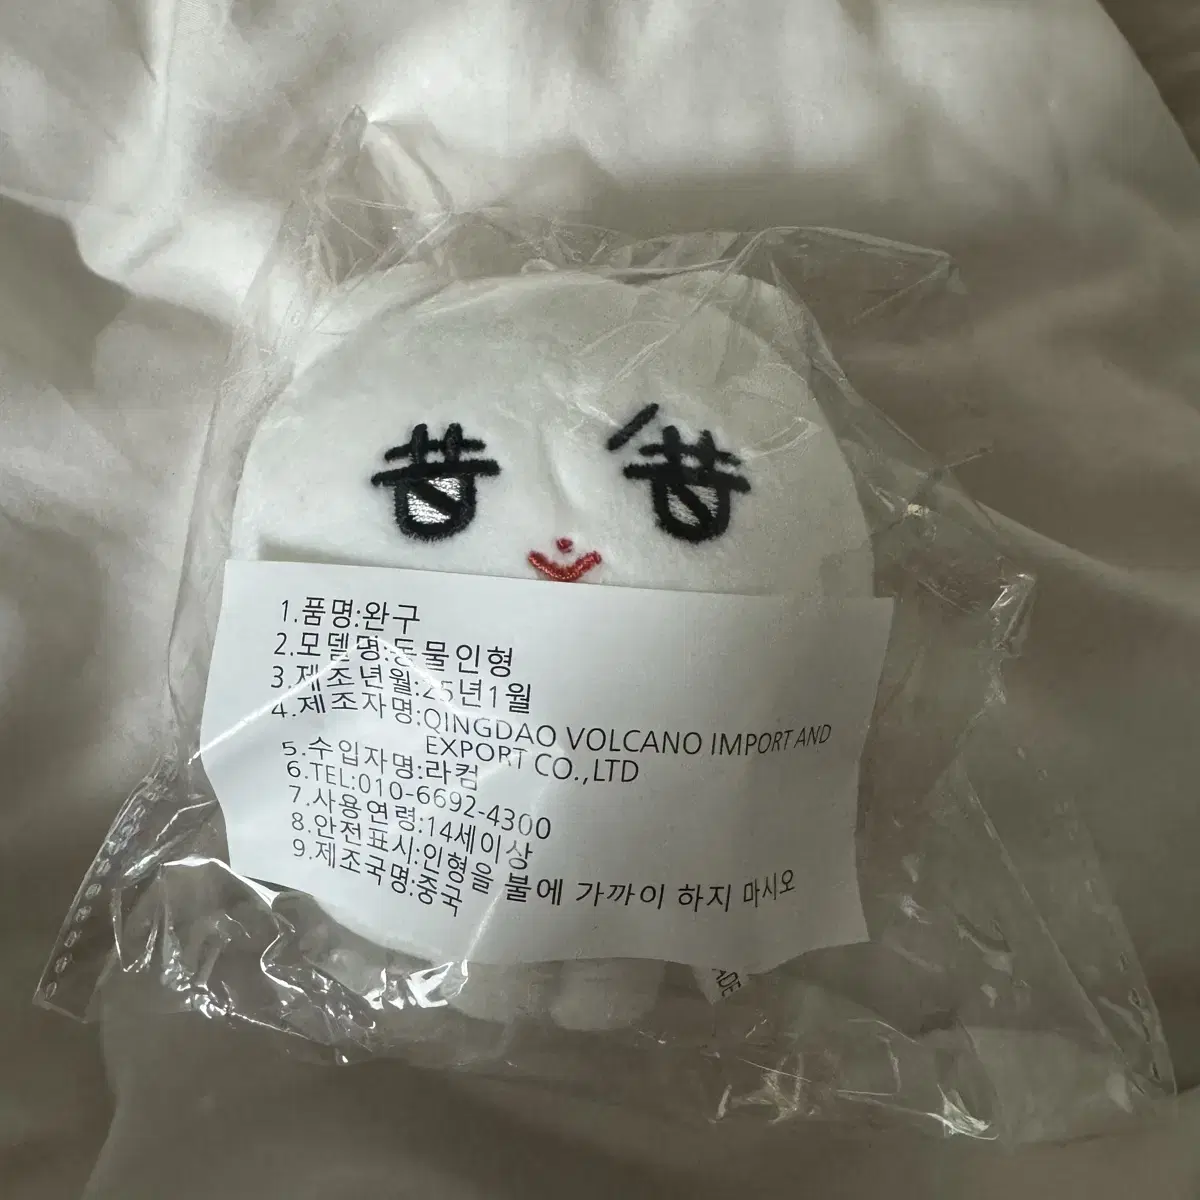 1.품명:완구
2.모델명:동물인형
3.제조년월:25년1월
4.제조자명:QINGDAO VOLCANO IMPORT AND
EXPORT CO.,LTD
5.수입자명:라컴
6.TEL:010-6692-4300
7.사용연령:14세이상
8.안전표시:인형을 불에 가까이 하지 마시오
9.제조국명:중국